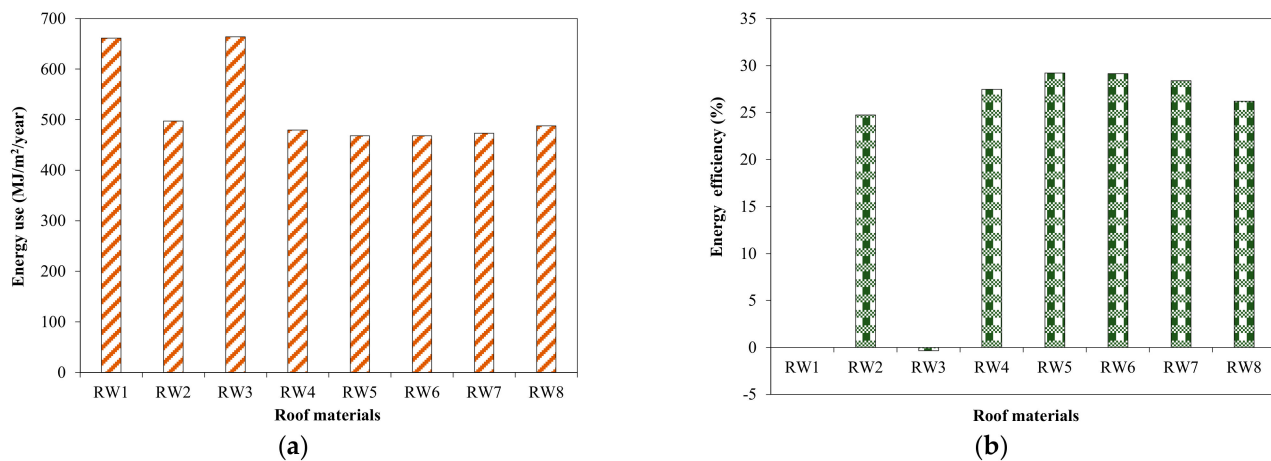 700
600
500
400
300
200
100
0
Energy use (MJ/m²/year)
RW1 RW2 RW3 RW4 RW5 RW6 RW7 RW8
Roof materials
(a)
35
30
25
20
15
10
5
0
-5
Energy efficiency (%)
RW1 RW2 RW3 RW4 RW5 RW6 RW7 RW8
Roof materials
(b)